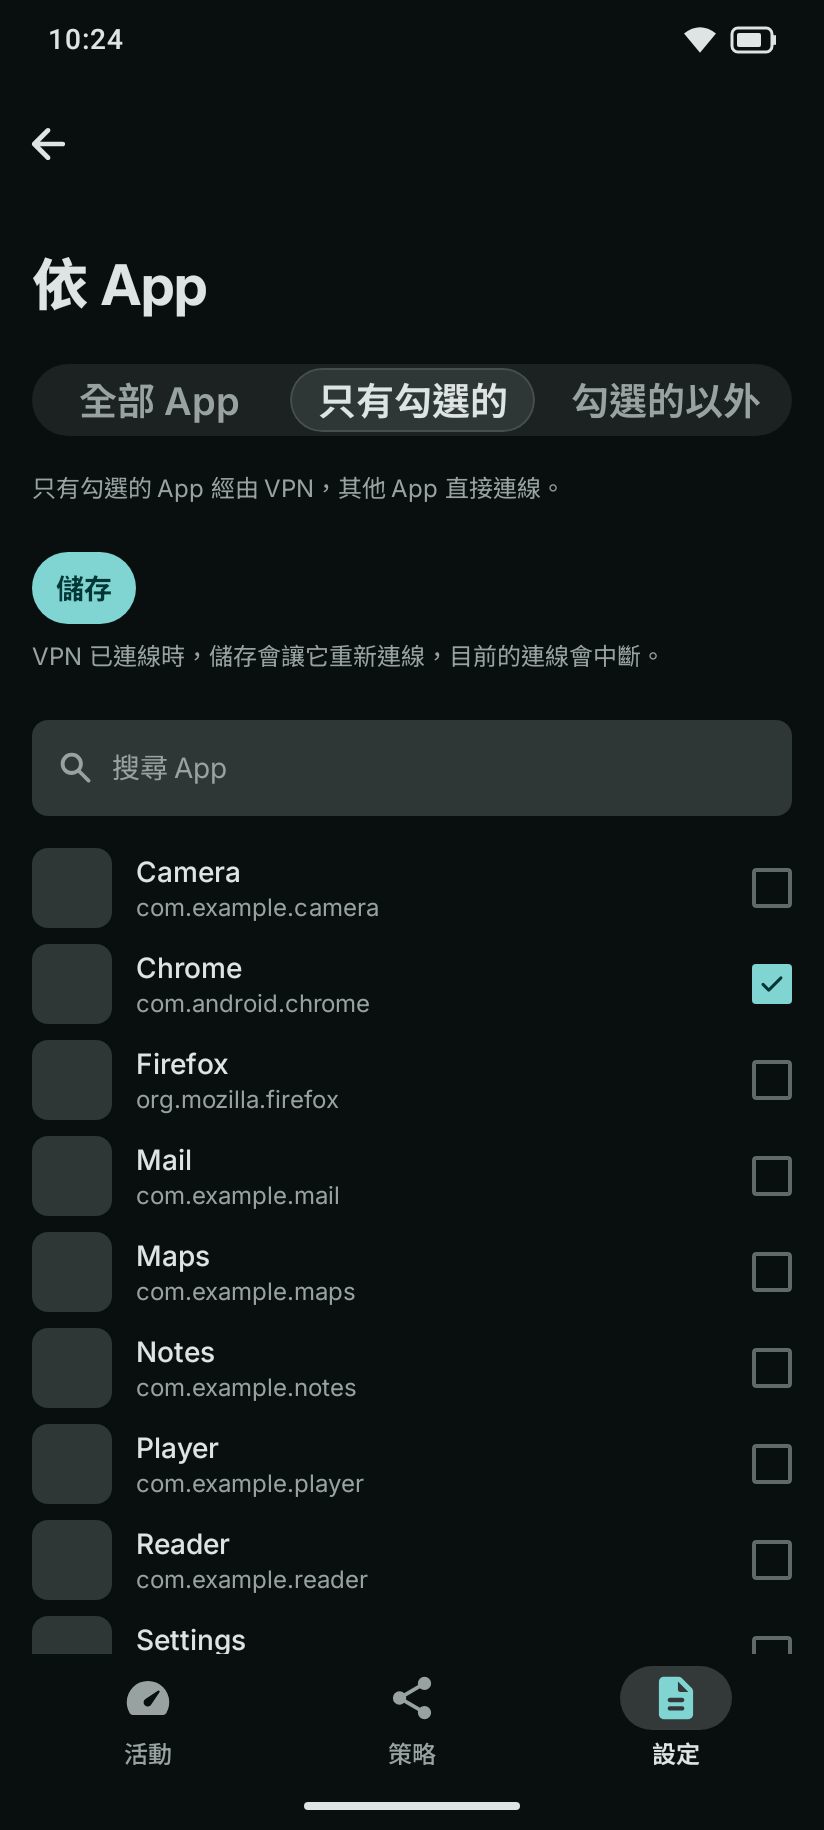 10:24
依 App
全部 App
只有勾選的
勾選的以外
只有勾選的 App 經由 VPN，其他 App 直接連線。
儲存
VPN 已連線時，儲存會讓它重新連線，目前的連線會中斷。
搜尋 App
Camera
com.example.camera
Chrome
com.android.chrome
Firefox
org.mozilla.firefox
Mail
com.example.mail
Maps
com.example.maps
Notes
com.example.notes
Player
com.example.player
Reader
com.example.reader
Settings
活動
策略
設定